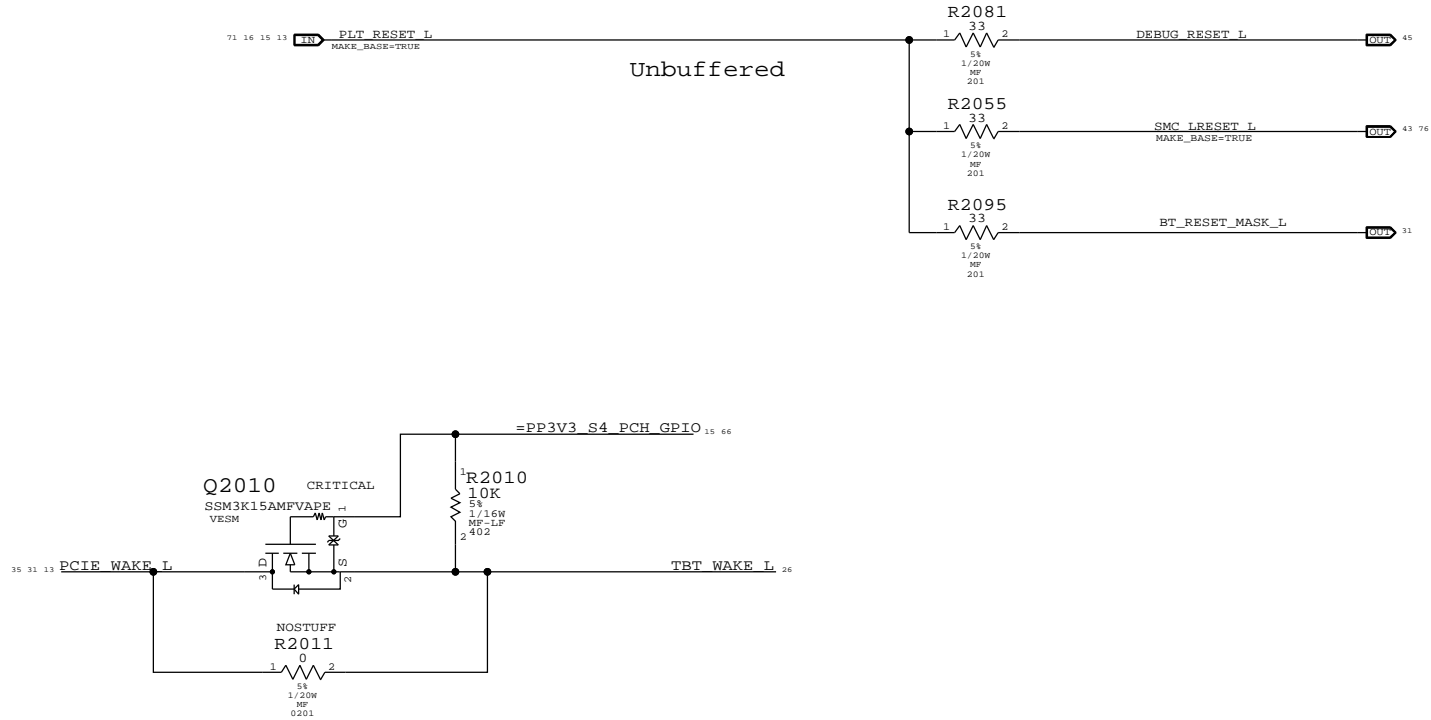 R2081
33
71 16 15 13 IN PLT_RESET_L 1 2 DEBUG_RESET_L OUT 45
MAKE_BASE=TRUE
5%
1/20W
MF
201
Unbuffered
R2055
33
1 2 SMC_LRESET_L OUT 43 76
MAKE_BASE=TRUE
5%
1/20W
MF
201
R2095
33
1 2 BT_RESET_MASK_L OUT 31
5%
1/20W
MF
201
=PP3V3_S4_PCH_GPIO 15 66
Q2010 CRITICAL
SSM3K15AMFVAPE
VESM
G 1
1 R2010
10K
5%
1/16W
MF-LF
402
2
35 31 13 PCIE_WAKE_L 3 D S 2 TBT_WAKE_L 26
NOSTUFF
R2011
0
1 2
5%
1/20W
MF
0201